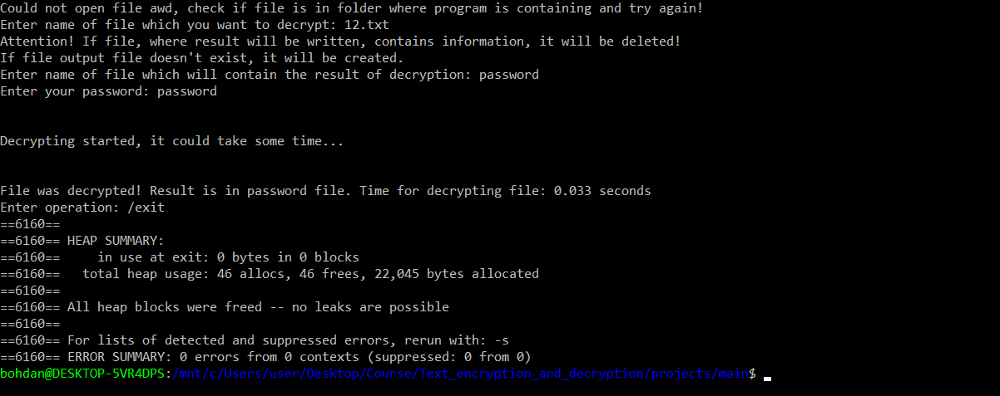 Could not open file awd, check if file is in folder where program is containing and try again!
Enter name of file which you want to decrypt: 12.txt
Attention! If file, where result will be written, contains information, it will be deleted!
If file output file doesn't exist, it will be created.
Enter name of file which will contain the result of decryption: password
Enter your password: password
Decrypting started, it could take some time...
File was decrypted! Result is in password file. Time for decrypting file: 0.033 seconds
Enter operation: /exit
==6160==
==6160== HEAP SUMMARY:
==6160==     in use at exit: 0 bytes in 0 blocks
==6160==   total heap usage: 46 allocs, 46 frees, 22,045 bytes allocated
==6160==
==6160== All heap blocks were freed -- no leaks are possible
==6160==
==6160== For lists of detected and suppressed errors, rerun with: -s
==6160== ERROR SUMMARY: 0 errors from 0 contexts (suppressed: 0 from 0)
bohdan@DESKTOP-5VR4DPS:/mnt/c/Users/user/Desktop/Course/Text_encryption_and_decryption/projects/main$